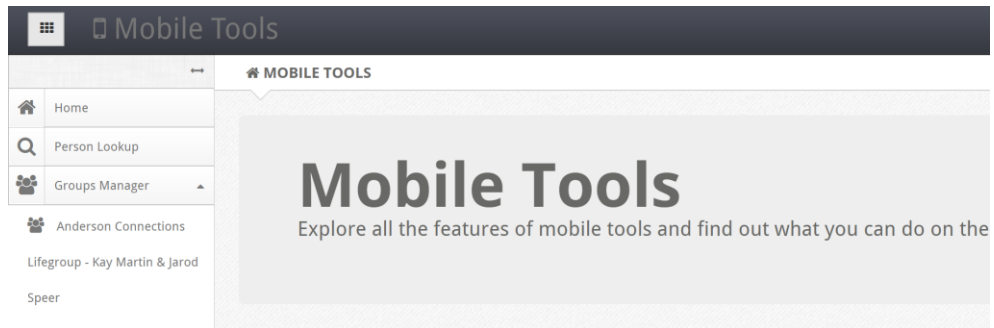 Mobile Tools
MOBILE TOOLS
Home
Person Lookup
Groups Manager
Anderson Connections
Lifegroup - Kay Martin & Jarod
Speer
Mobile Tools
Explore all the features of mobile tools and find out what you can do on the